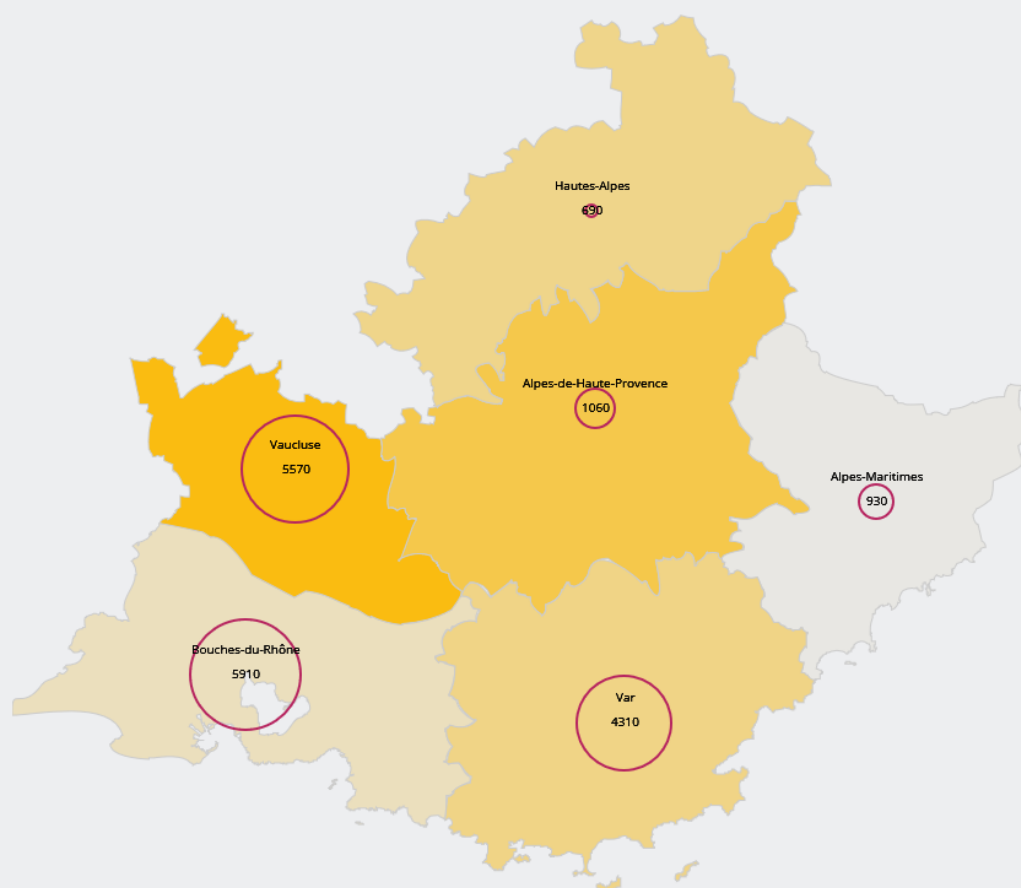 Hautes-Alpes
690
Alpes-de-Haute-Provence
1060
Vaucluse
5570
Alpes-Maritimes
930
Bouches-du-Rhône
5910
Var
4310